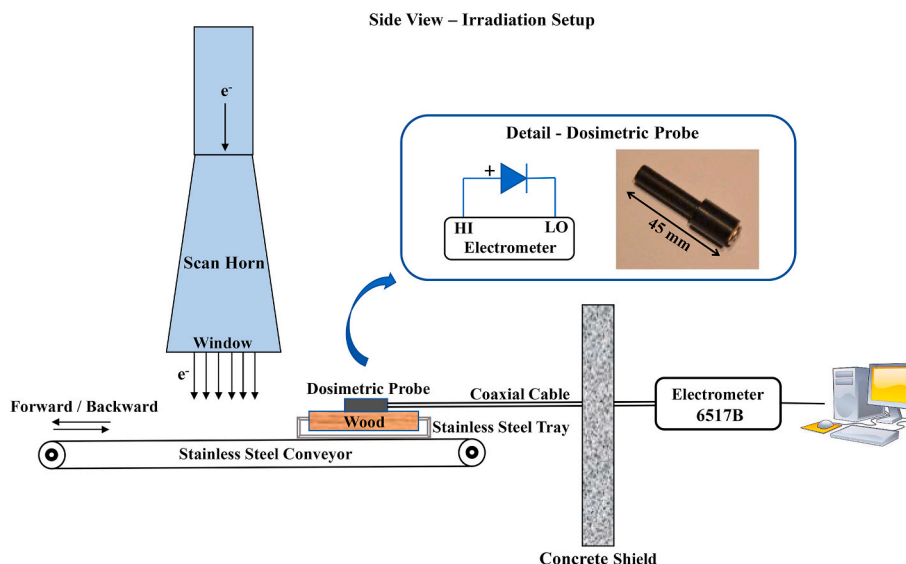 Side View – Irradiation Setup
e-
Detail - Dosimetric Probe
+
HI
LO
Electrometer
45 mm
Scan Horn
Window
e-
Dosimetric Probe
Coaxial Cable
Electrometer
6517B
Forward / Backward
Wood
Stainless Steel Tray
Stainless Steel Conveyor
Concrete Shield